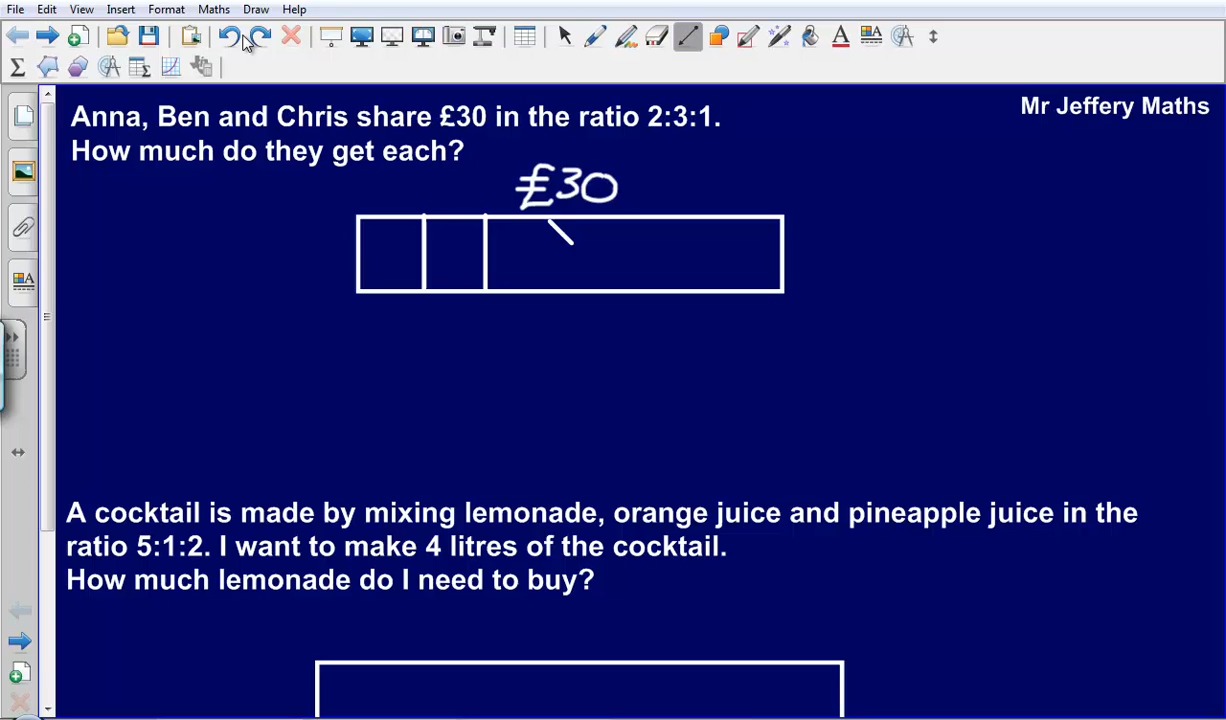 File Edit View Insert Format Maths Draw Help
Anna, Ben and Chris share £30 in the ratio 2:3:1.
Mr Jeffery Maths
How much do they get each?
£30
A cocktail is made by mixing lemonade, orange juice and pineapple juice in the
ratio 5:1:2. I want to make 4 litres of the cocktail.
How much lemonade do I need to buy?